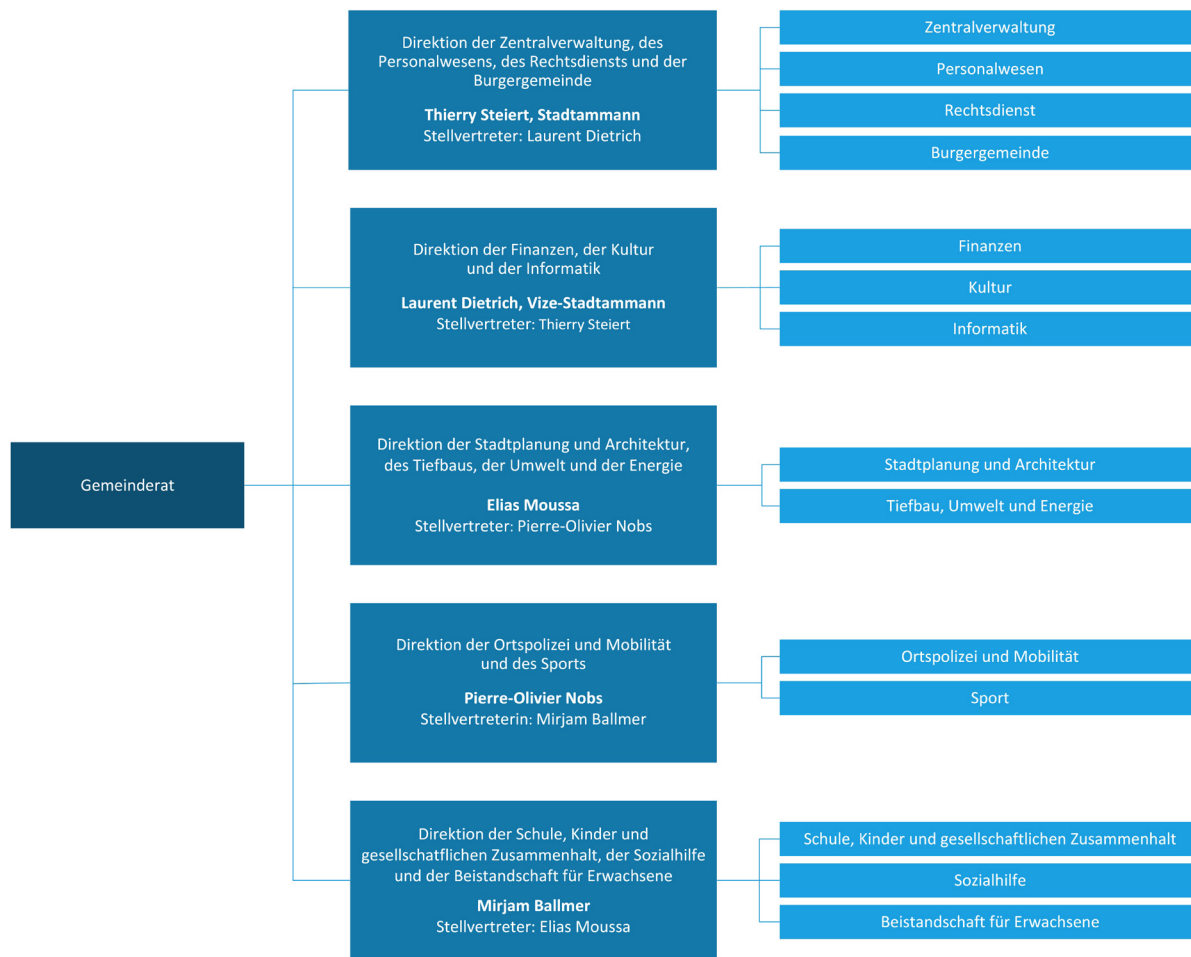 Gemeinderat
Direktion der Zentralverwaltung, des
Personalwesens, des Rechtsdiensts und der
Burgergemeinde
Thierry Steiert, Stadtammann
Stellvertreter: Laurent Dietrich
Zentralverwaltung
Personalwesen
Rechtsdienst
Burgergemeinde
Direktion der Finanzen, der Kultur
und der Informatik
Laurent Dietrich, Vize-Stadtammann
Stellvertreter: Thierry Steiert
Finanzen
Kultur
Informatik
Direktion der Stadtplanung und Architektur,
des Tiefbaus, der Umwelt und der Energie
Elias Moussa
Stellvertreter: Pierre-Olivier Nobs
Stadtplanung und Architektur
Tiefbau, Umwelt und Energie
Direktion der Ortspolizei und Mobilität
und des Sports
Pierre-Olivier Nobs
Stellvertreterin: Mirjam Ballmer
Ortspolizei und Mobilität
Sport
Direktion der Schule, Kinder und
gesellschatflichen Zusammenhalt, der Sozialhilfe
und der Beistandschaft für Erwachsene
Mirjam Ballmer
Stellvertreter: Elias Moussa
Schule, Kinder und gesellschaftlichen Zusammenhalt
Sozialhilfe
Beistandschaft für Erwachsene